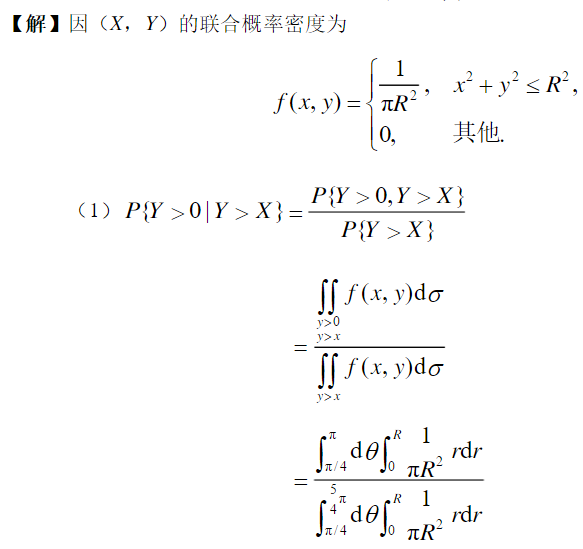 【解】因（X，Y）的联合概率密度为
f(x, y) = { 1/(πR²), x² + y² ≤ R²,
0, 其他.
（1）P{Y > 0 | Y > X} = P{Y > 0, Y > X} / P{Y > X}
= ∬_{y>0, y>x} f(x, y)dσ / ∬_{y>x} f(x, y)dσ
= ∫_{π/4}^{π} dθ ∫_0^R 1/(πR²) rdr / ∫_{π/4}^{5/4 π} dθ ∫_0^R 1/(πR²) rdr